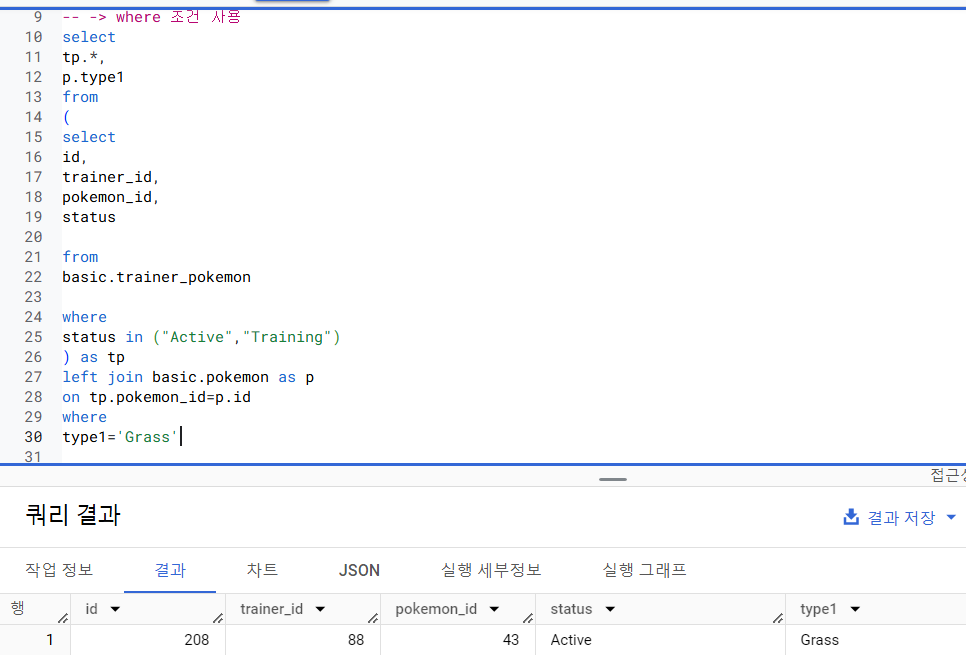 9 -- -> where 조건 사용
10 select
11 tp.*,
12 p.type1
13 from
14 (
15 select
16 id,
17 trainer_id,
18 pokemon_id,
19 status
20
21 from
22 basic.trainer_pokemon
23
24 where
25 status in ("Active","Training")
26 ) as tp
27 left join basic.pokemon as p
28 on tp.pokemon_id=p.id
29 where
30 type1='Grass'
31
쿼리 결과
결과 저장
작업 정보 결과 차트 JSON 실행 세부정보 실행 그래프
행 id trainer_id pokemon_id status type1
1 208 88 43 Active Grass